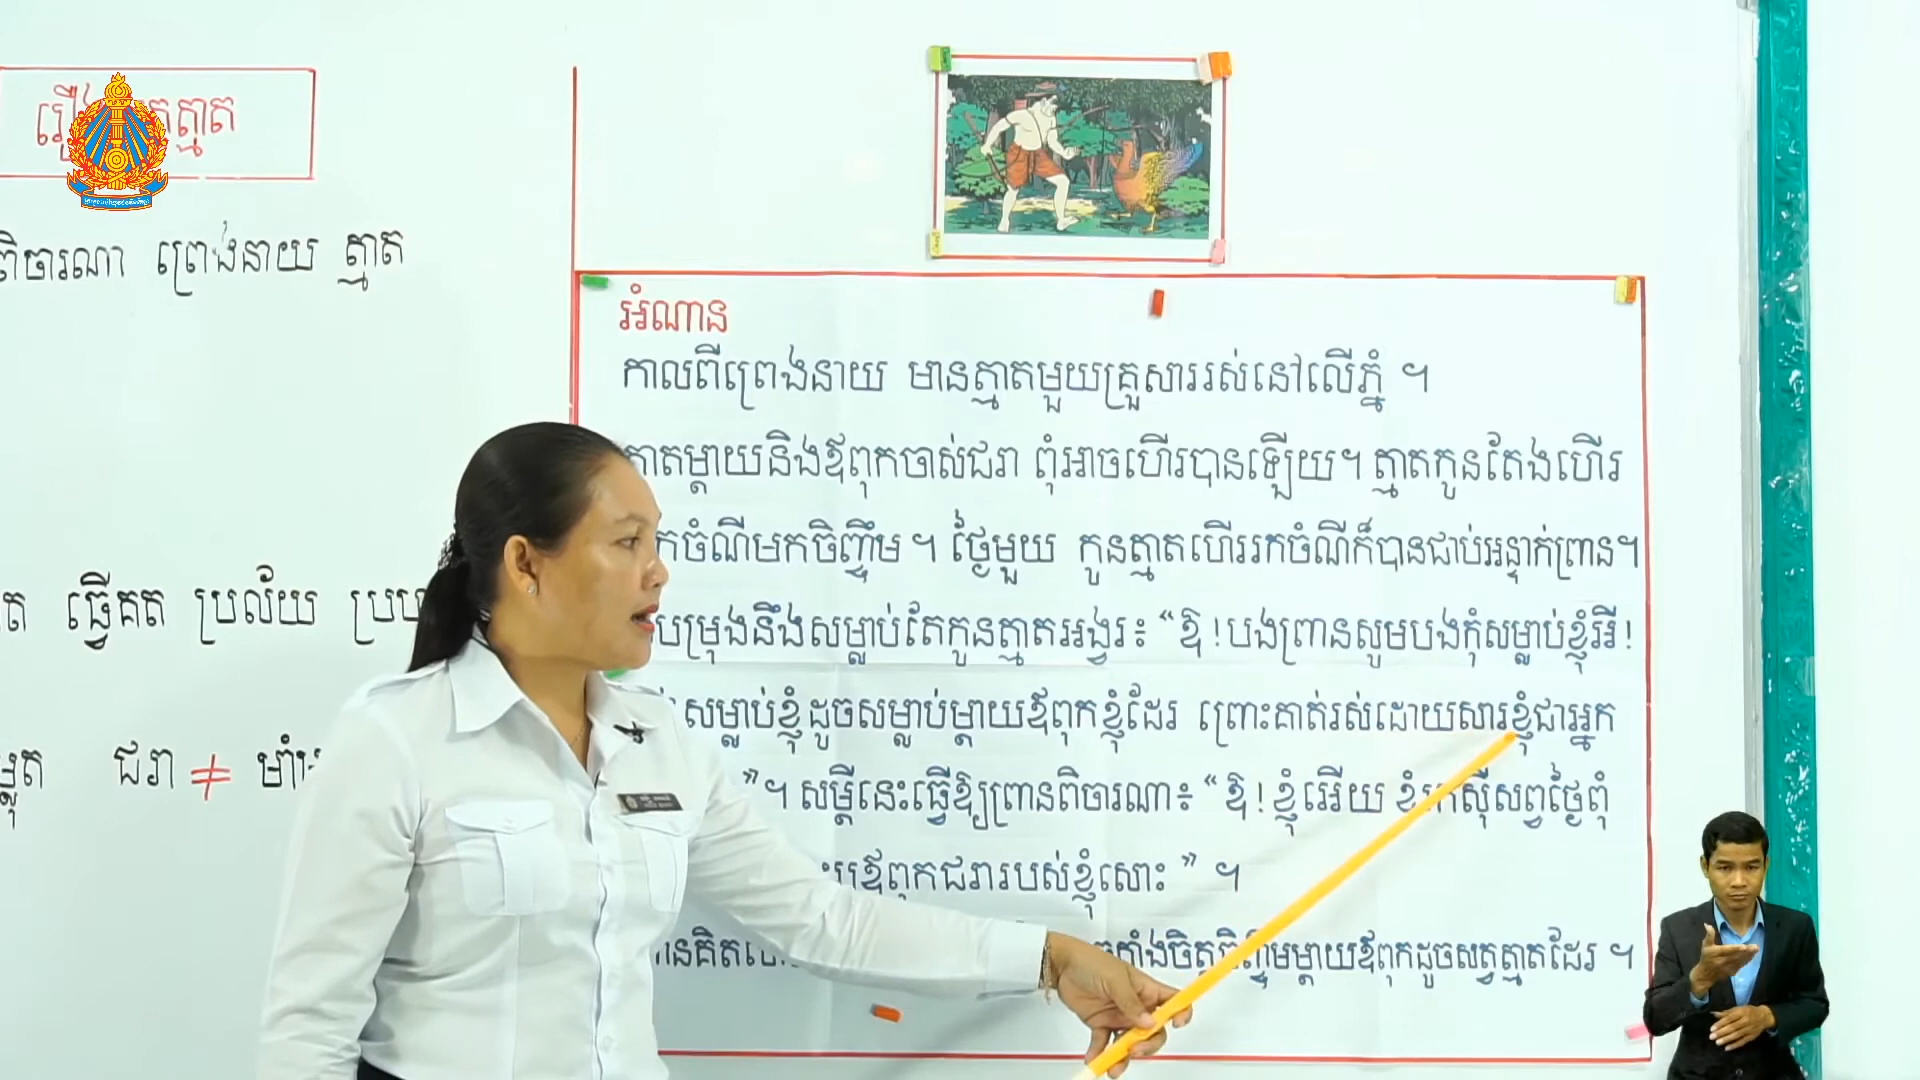 ត្មាត
ពិចារណា ព្រេងនាយ ត្មាត
ធ្វើគត ប្រល័យ
ជរា ≠ មាំ
អំណាន
កាលពីព្រេងនាយ មានត្មាតមួយគ្រួសាររស់នៅលើភ្នំ ។
ម្តាយនិងឪពុកចាស់ជរា ពុំអាចហើរបានឡើយ។ ត្មាតកូនតែងហើរ
ចំណីមកចិញ្ចឹម ។ ថ្ងៃមួយ កូនត្មាតហើររកចំណីក៏បានជាប់អន្ទាក់ព្រាន។
បម្រុងនឹងសម្លាប់តែកូនត្មាតអង្វរ៖ “ឱ !បងព្រានសូមបងកុំសម្លាប់ខ្ញុំអី!
សម្លាប់ខ្ញុំដូចសម្លាប់ម្តាយឪពុកខ្ញុំដែរ ព្រោះគាត់រស់ដោយសារខ្ញុំជាអ្នក
”។ សម្តីនេះធ្វើឱ្យព្រានពិចារណា៖ “ ឱ! ខ្ញុំអើយ ខំរកស៊ីសព្វថ្ងៃពុំ
ឪពុកជរារបស់ខ្ញុំសោះ ” ។
តាំងចិត្តចិញ្ចឹមម្តាយឪពុកដូចសត្វត្មាតដែរ ។